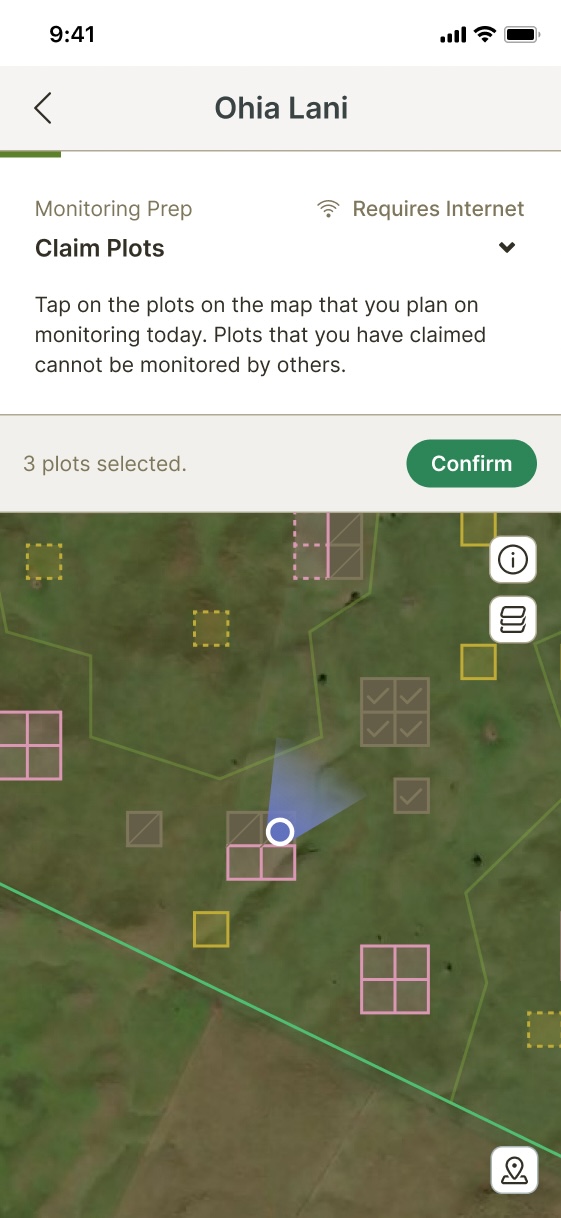 9:41
Ohia Lani
Monitoring Prep
Requires Internet
Claim Plots
Tap on the plots on the map that you plan on
monitoring today. Plots that you have claimed
cannot be monitored by others.
3 plots selected.
Confirm